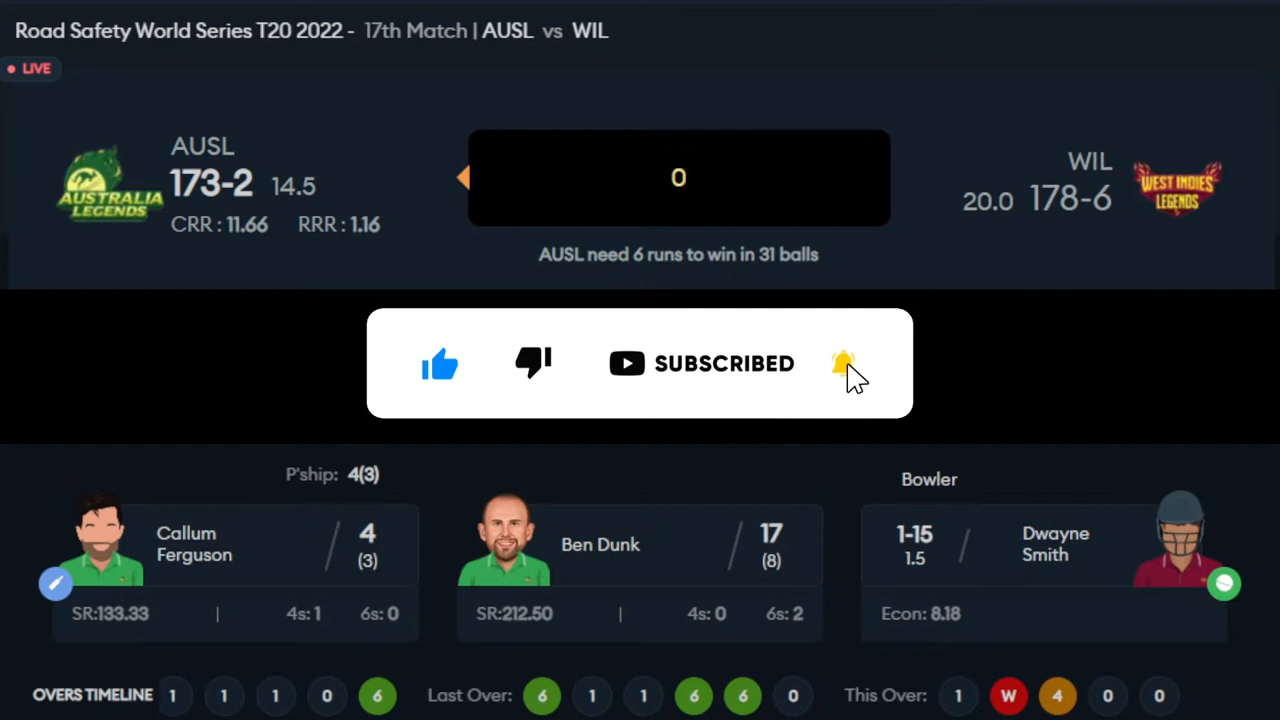 Road Safety World Series T20 2022 - 17th Match | AUSL vs WIL
LIVE
AUSTRALIA
LEGENDS
AUSL
173-2 14.5
CRR : 11.66 RRR : 1.16
0
AUSL need 6 runs to win in 31 balls
WIL
20.0 178-6
WEST INDIES
LEGENDS
SUBSCRIBED
P'ship: 4(3)
Callum
Ferguson
4
(3)
SR:133.33 | 4s: 1 6s: 0
Ben Dunk
17
(8)
SR:212.50 | 4s: 0 6s: 2
Bowler
1-15
1.5
Dwayne
Smith
Econ: 8.18
OVERS TIMELINE 1 1 1 0 6 Last Over: 6 1 1 6 6 0 This Over: 1 W 4 0 0